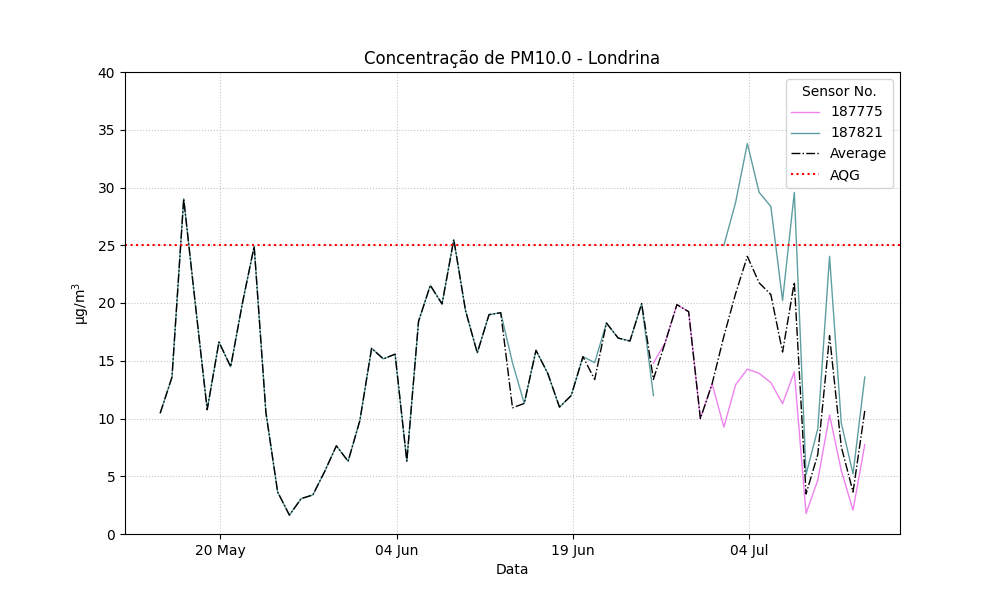 Concentração de PM10.0 - Londrina
Sensor No.
187775
187821
Average
AQG
40
35
30
25
20
15
10
5
0
μg/m³
20 May
04 Jun
19 Jun
04 Jul
Data